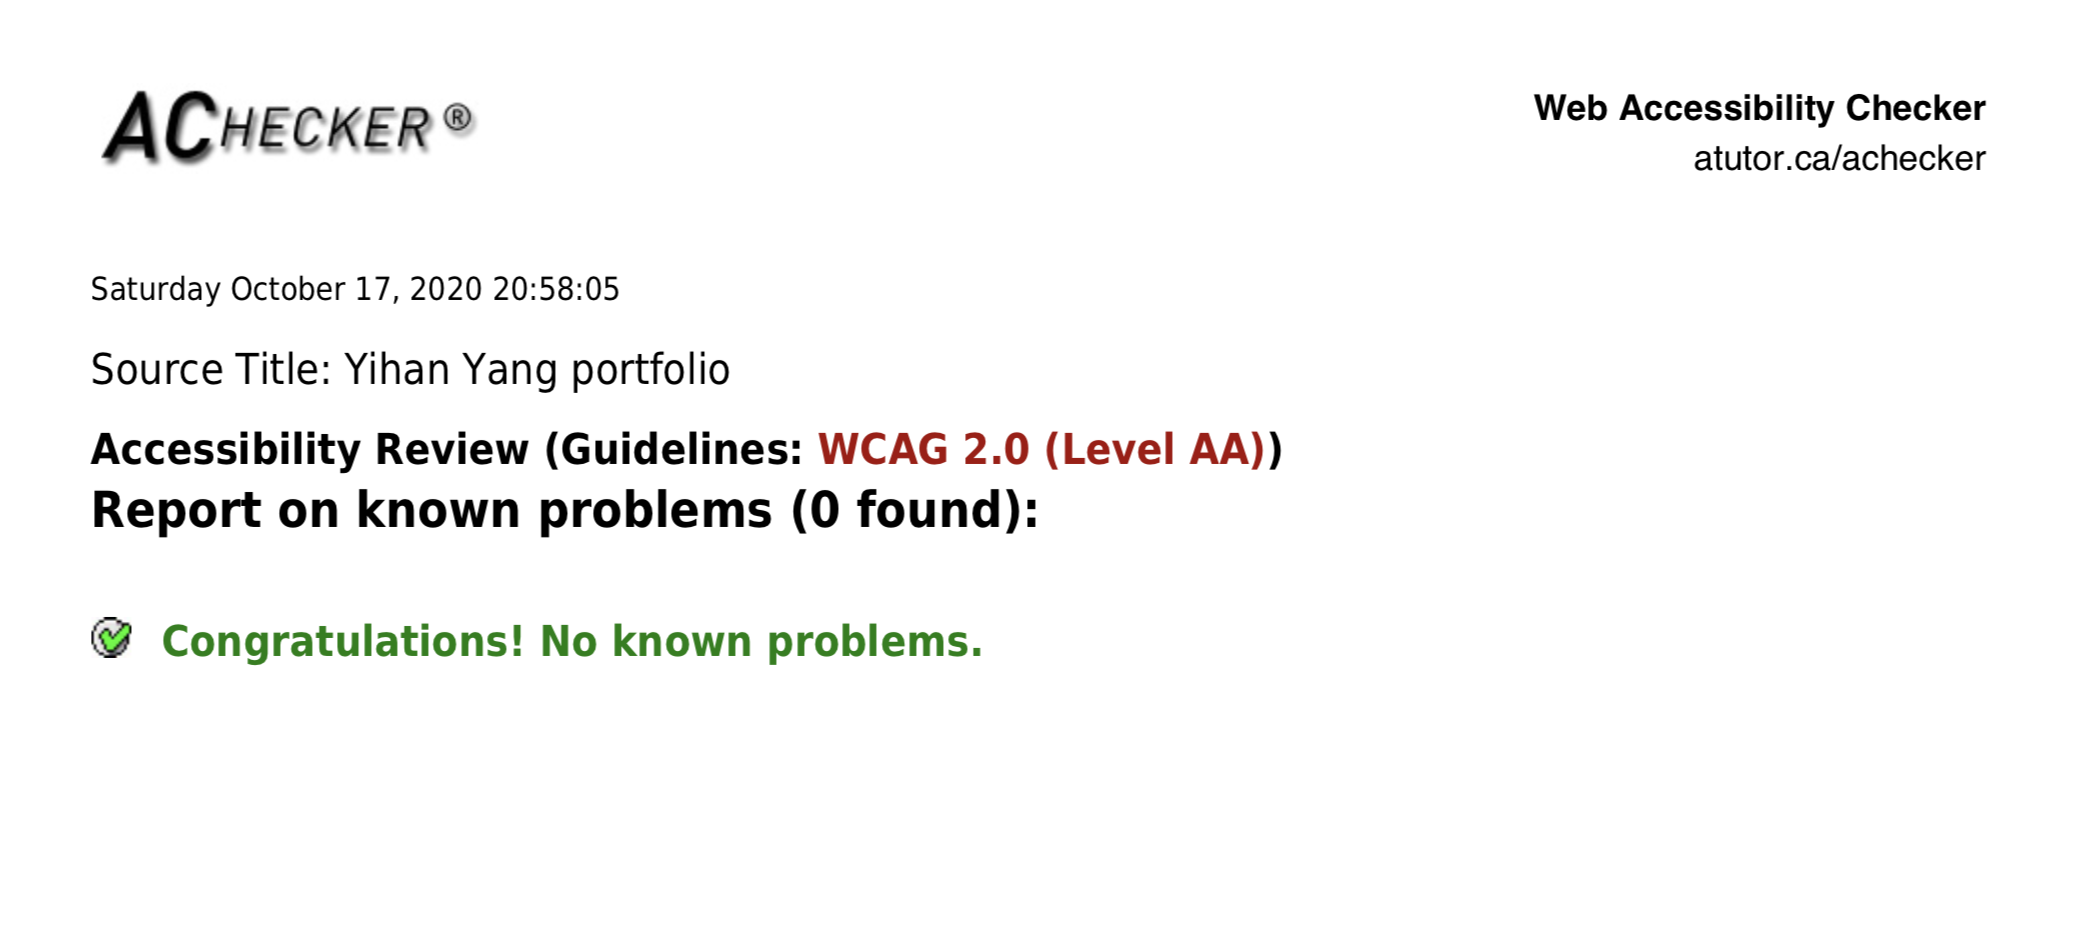 ACHECKER®
Web Accessibility Checker
atutor.ca/achecker
Saturday October 17, 2020 20:58:05
Source Title: Yihan Yang portfolio
Accessibility Review (Guidelines: WCAG 2.0 (Level AA))
Report on known problems (0 found):
Congratulations! No known problems.